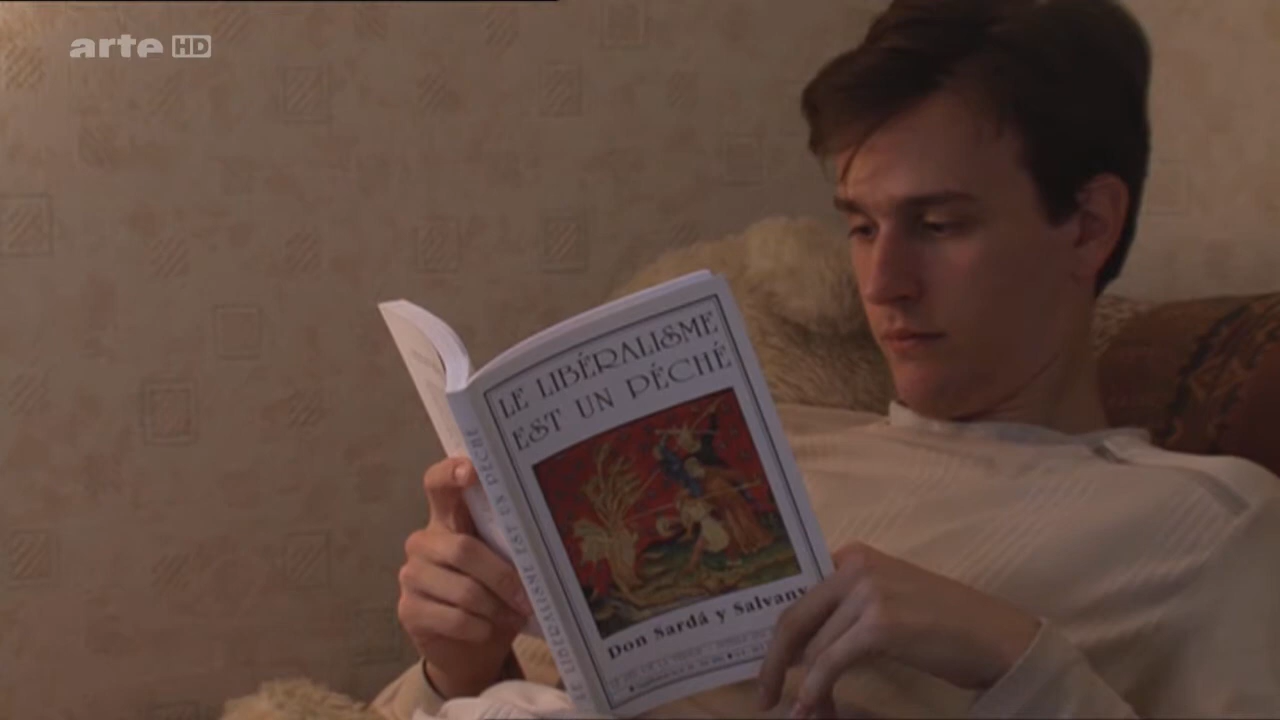 arte HD
LE LIBÉRALISME
EST UN PÉCHÉ
LE LIBÉRALISME EST UN PÉCHÉ
Don Sardá y Salvany